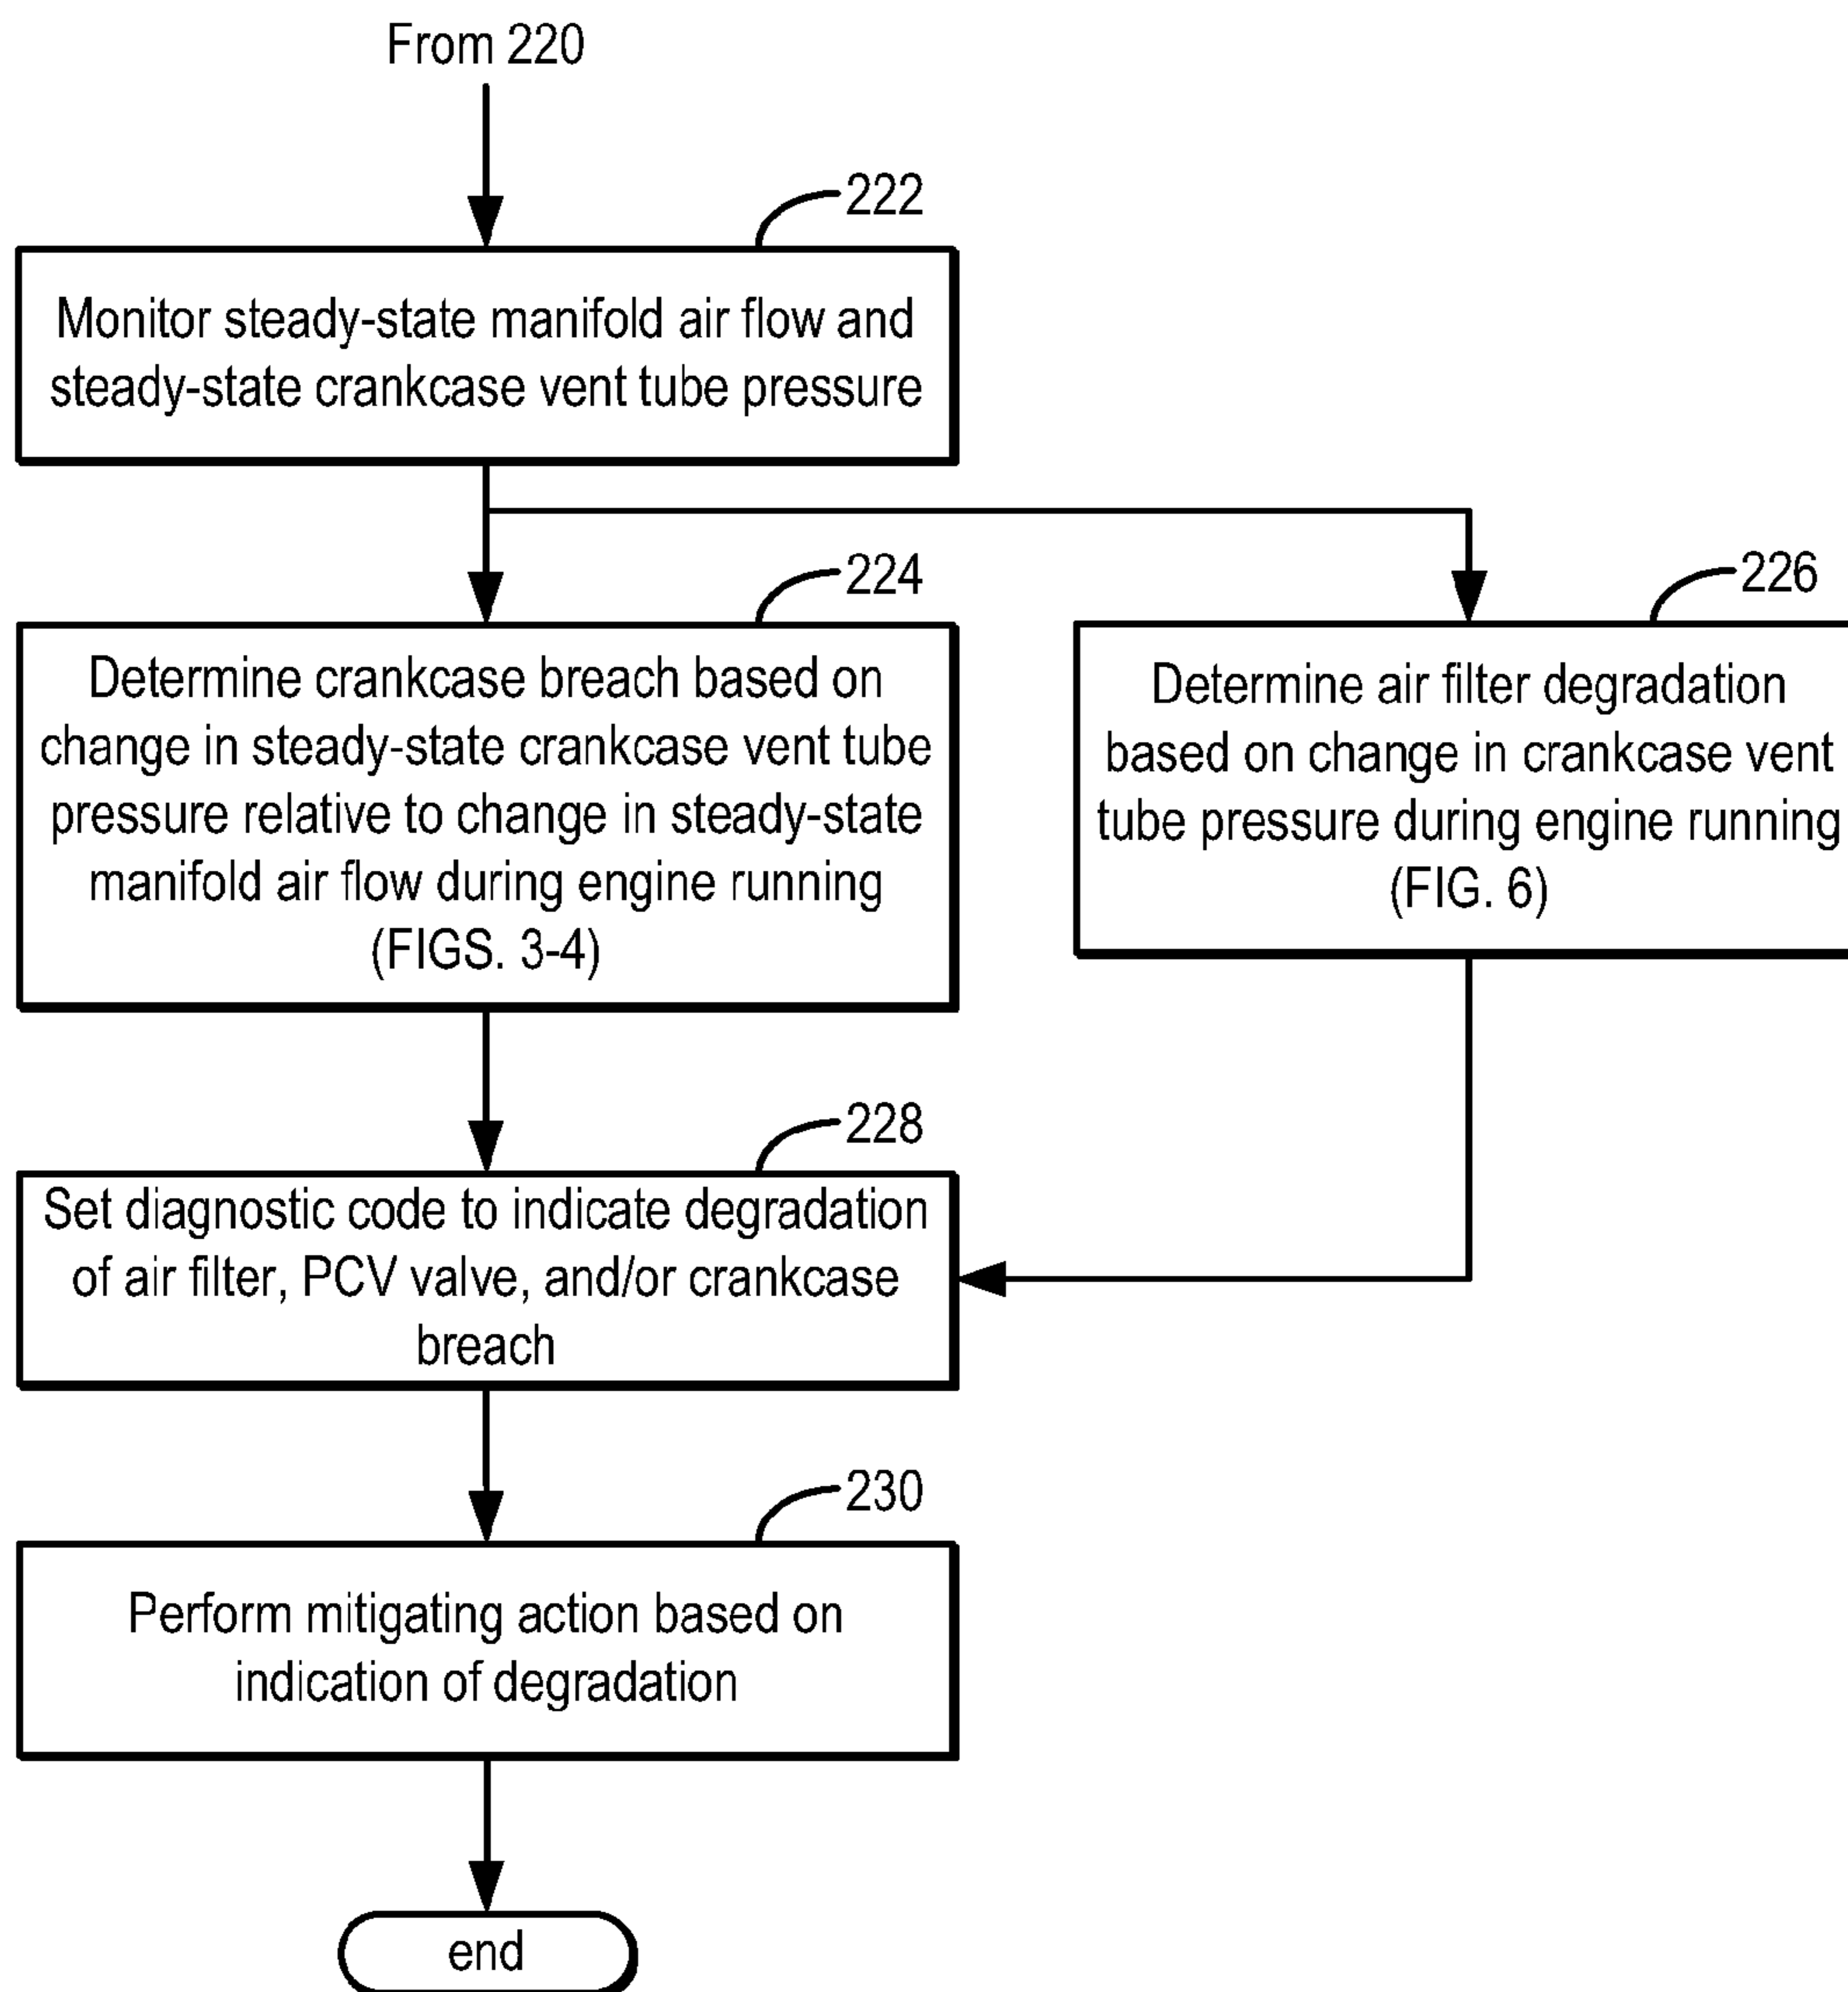 From 220
222
Monitor steady-state manifold air flow and
steady-state crankcase vent tube pressure
224
Determine crankcase breach based on
change in steady-state crankcase vent tube
pressure relative to change in steady-state
manifold air flow during engine running
(FIGS. 3-4)
226
Determine air filter degradation
based on change in crankcase vent
tube pressure during engine running
(FIG. 6)
228
Set diagnostic code to indicate degradation
of air filter, PCV valve, and/or crankcase
breach
230
Perform mitigating action based on
indication of degradation
end